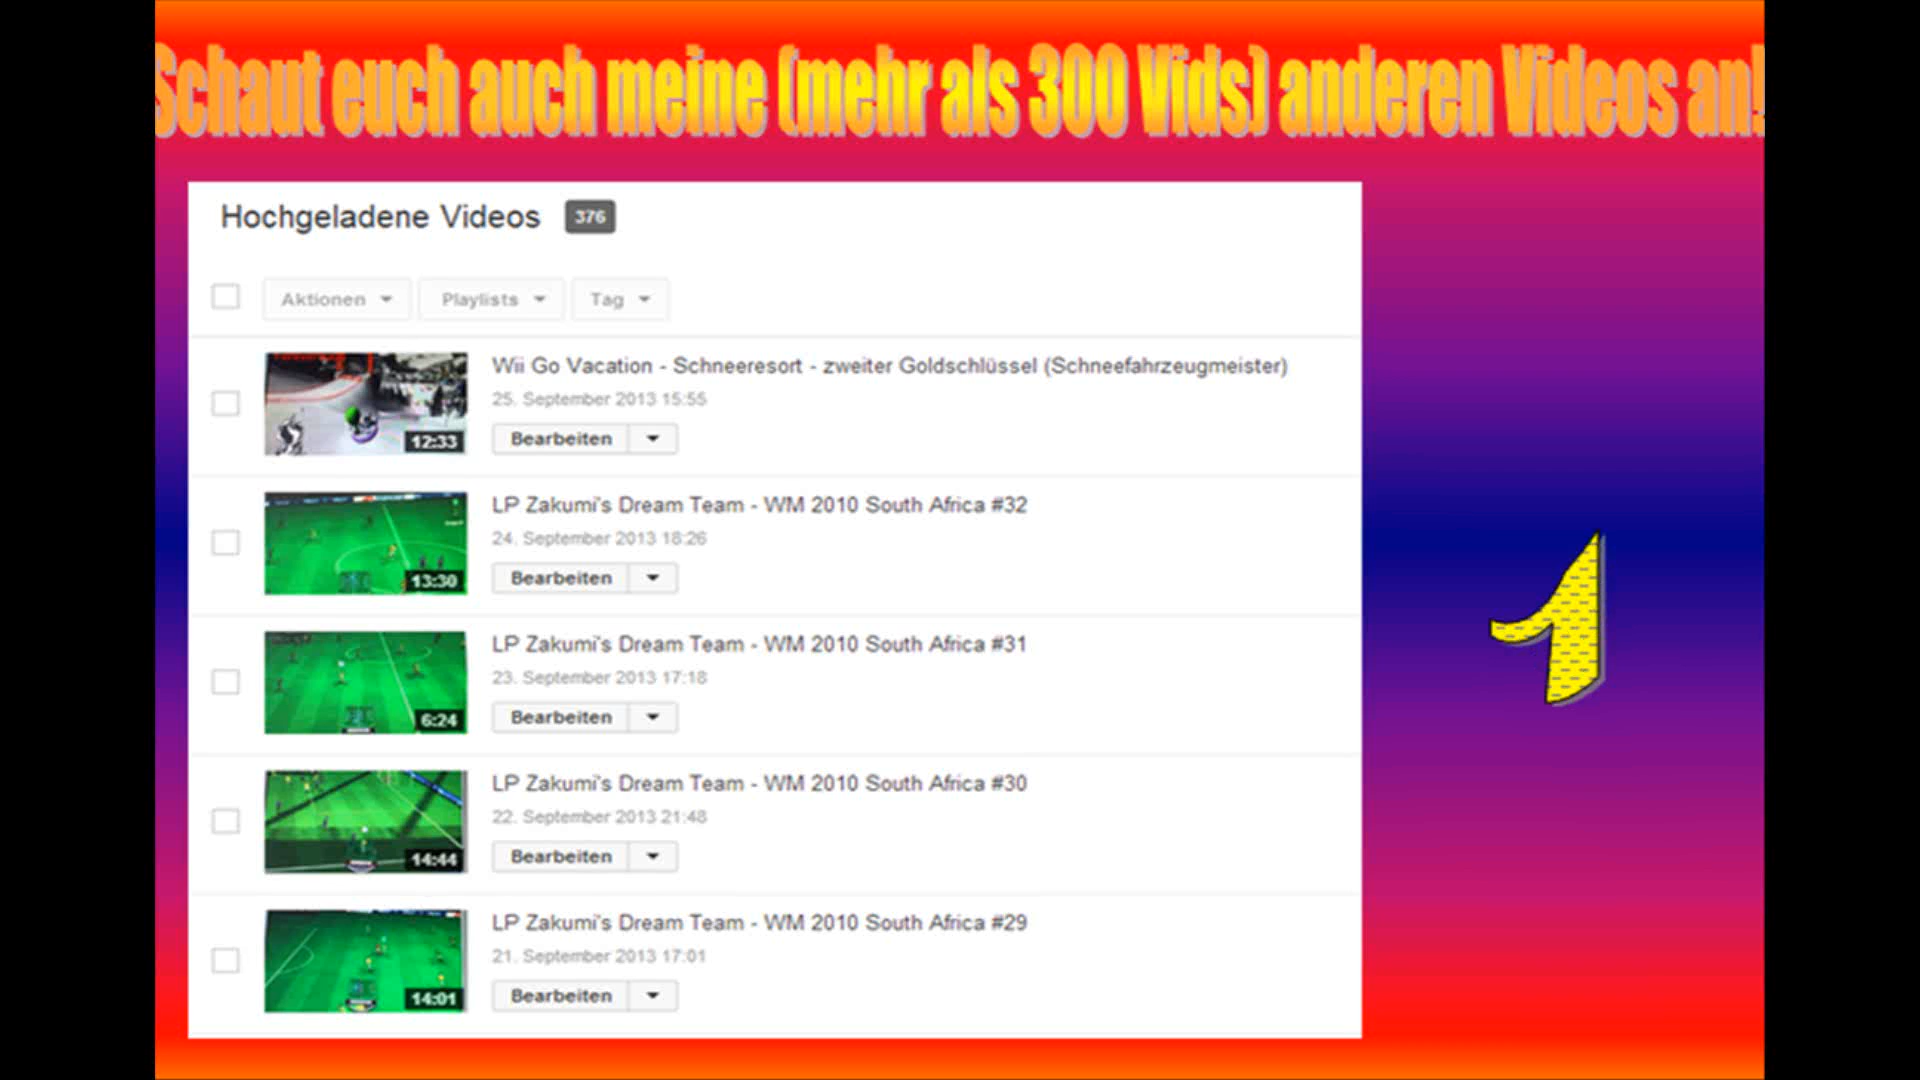 Schaut euch auch meine (mehr als 300 Vids) anderen Videos an!
Hochgeladene Videos 376
Aktionen Playlists Tag
Wii Go Vacation - Schneeresort - zweiter Goldschlüssel (Schneefahrzeugmeister)
25. September 2013 15:55
12:33
Bearbeiten
LP Zakumi's Dream Team - WM 2010 South Africa #32
24. September 2013 18:26
13:30
Bearbeiten
LP Zakumi's Dream Team - WM 2010 South Africa #31
23. September 2013 17:18
6:24
Bearbeiten
1
LP Zakumi's Dream Team - WM 2010 South Africa #30
22. September 2013 21:48
14:44
Bearbeiten
LP Zakumi's Dream Team - WM 2010 South Africa #29
21. September 2013 17:01
14:01
Bearbeiten